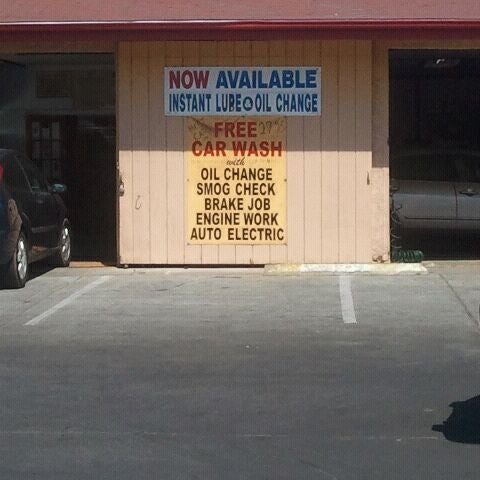 NOW AVAILABLE
INSTANT LUBE & OIL CHANGE
FREE
CAR WASH
with
OIL CHANGE
SMOG CHECK
BRAKE JOB
ENGINE WORK
AUTO ELECTRIC